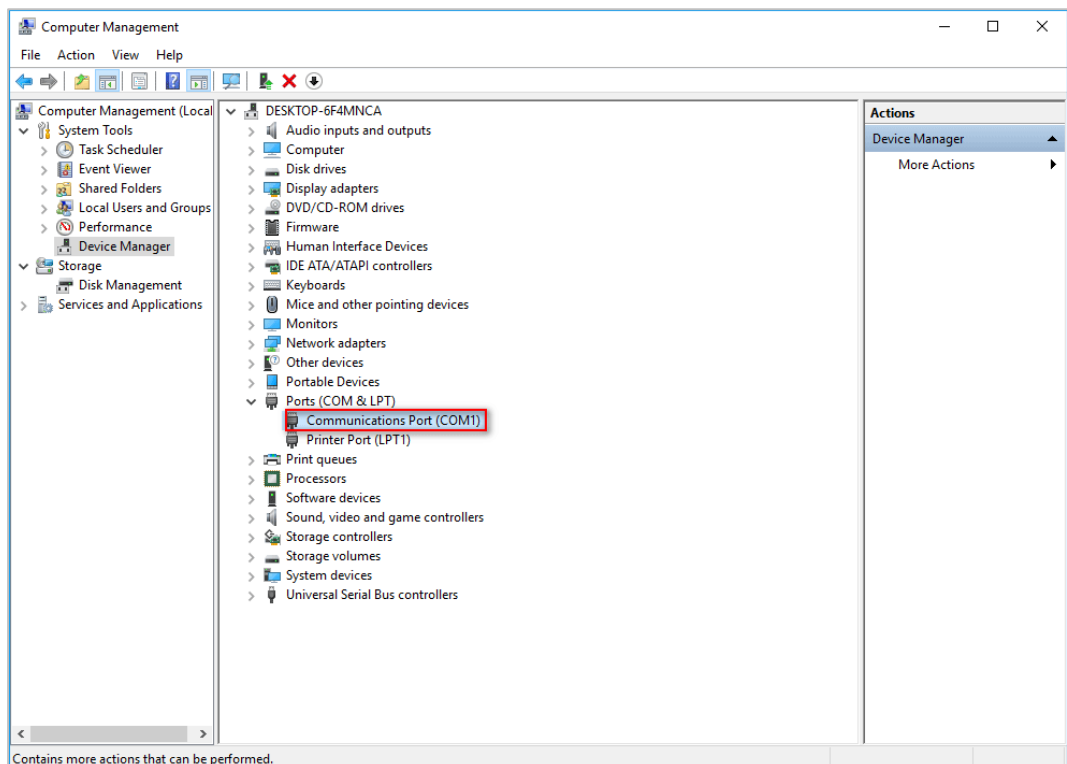 Computer Management
File Action View Help
Computer Management (Local
System Tools
Task Scheduler
Event Viewer
Shared Folders
Local Users and Groups
Performance
Device Manager
Storage
Disk Management
Services and Applications
DESKTOP-6F4MNCA
Audio inputs and outputs
Computer
Disk drives
Display adapters
DVD/CD-ROM drives
Firmware
Human Interface Devices
IDE ATA/ATAPI controllers
Keyboards
Mice and other pointing devices
Monitors
Network adapters
Other devices
Portable Devices
Ports (COM & LPT)
Communications Port (COM1)
Printer Port (LPT1)
Print queues
Processors
Software devices
Sound, video and game controllers
Storage controllers
Storage volumes
System devices
Universal Serial Bus controllers
Actions
Device Manager
More Actions
Contains more actions that can be performed.